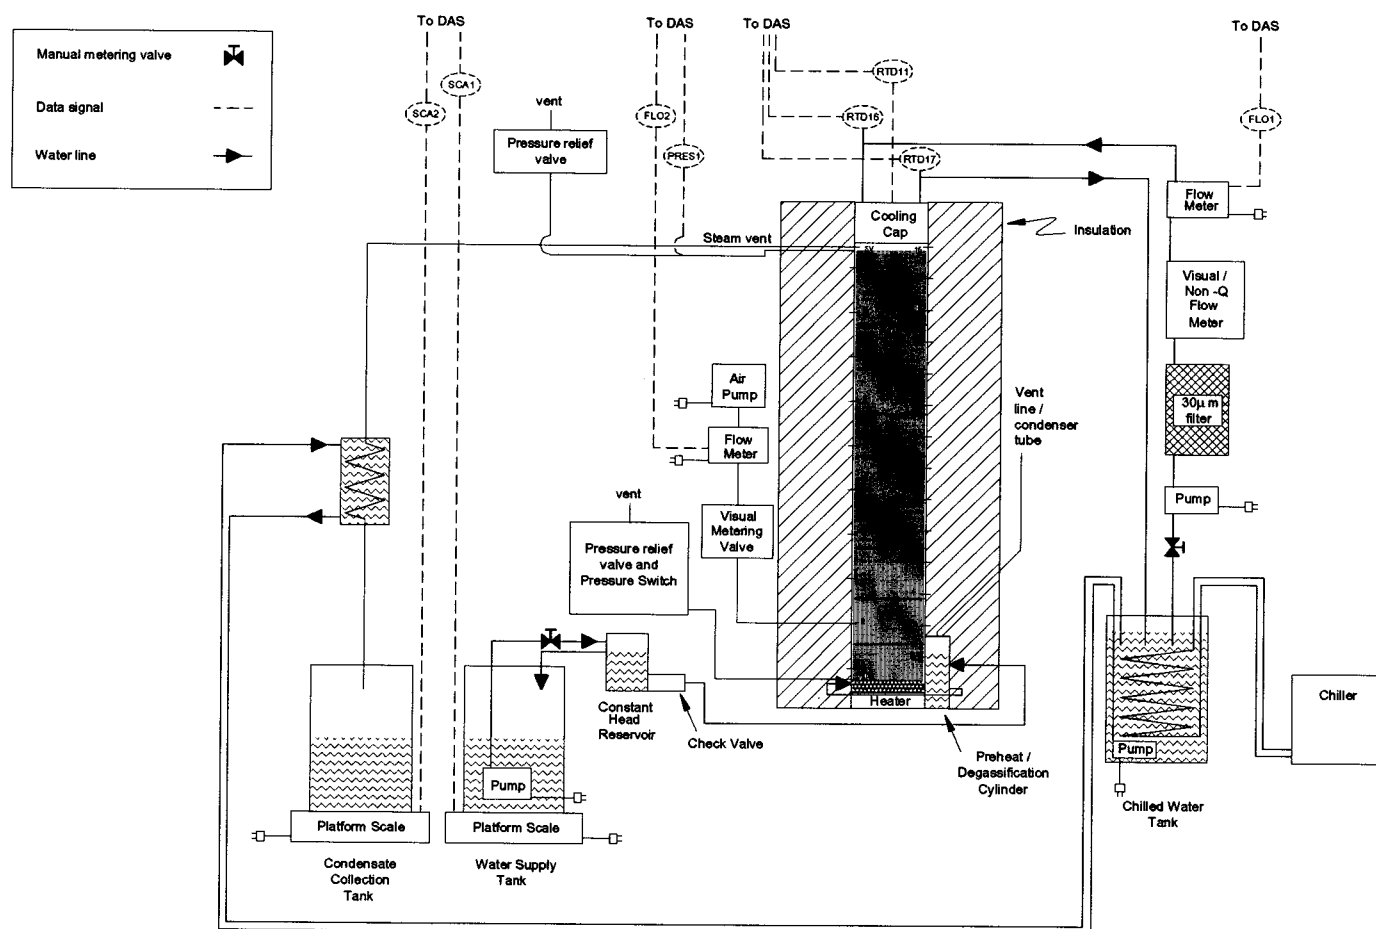 To DAS
To DAS
To DAS
To DAS
Manual metering valve
Data signal
Water line
SCA2
SCA1
FLO2
PRES1
RTD11
RTD16
RTD17
FLO1
vent
Pressure relief
valve
Steam vent
Cooling
Cap
Insulation
Flow
Meter
Visual /
Non -Q
Flow
Meter
30μ m
filter
Pump
Air
Pump
Flow
Meter
Visual
Metering
Valve
Vent
line /
condenser
tube
vent
Pressure relief
valve and
Pressure Switch
Constant
Head
Reservoir
Check Valve
Heater
Preheat /
Degassification
Cylinder
Pump
Platform Scale
Condensate
Collection
Tank
Pump
Platform Scale
Water Supply
Tank
Chilled Water
Tank
Chiller